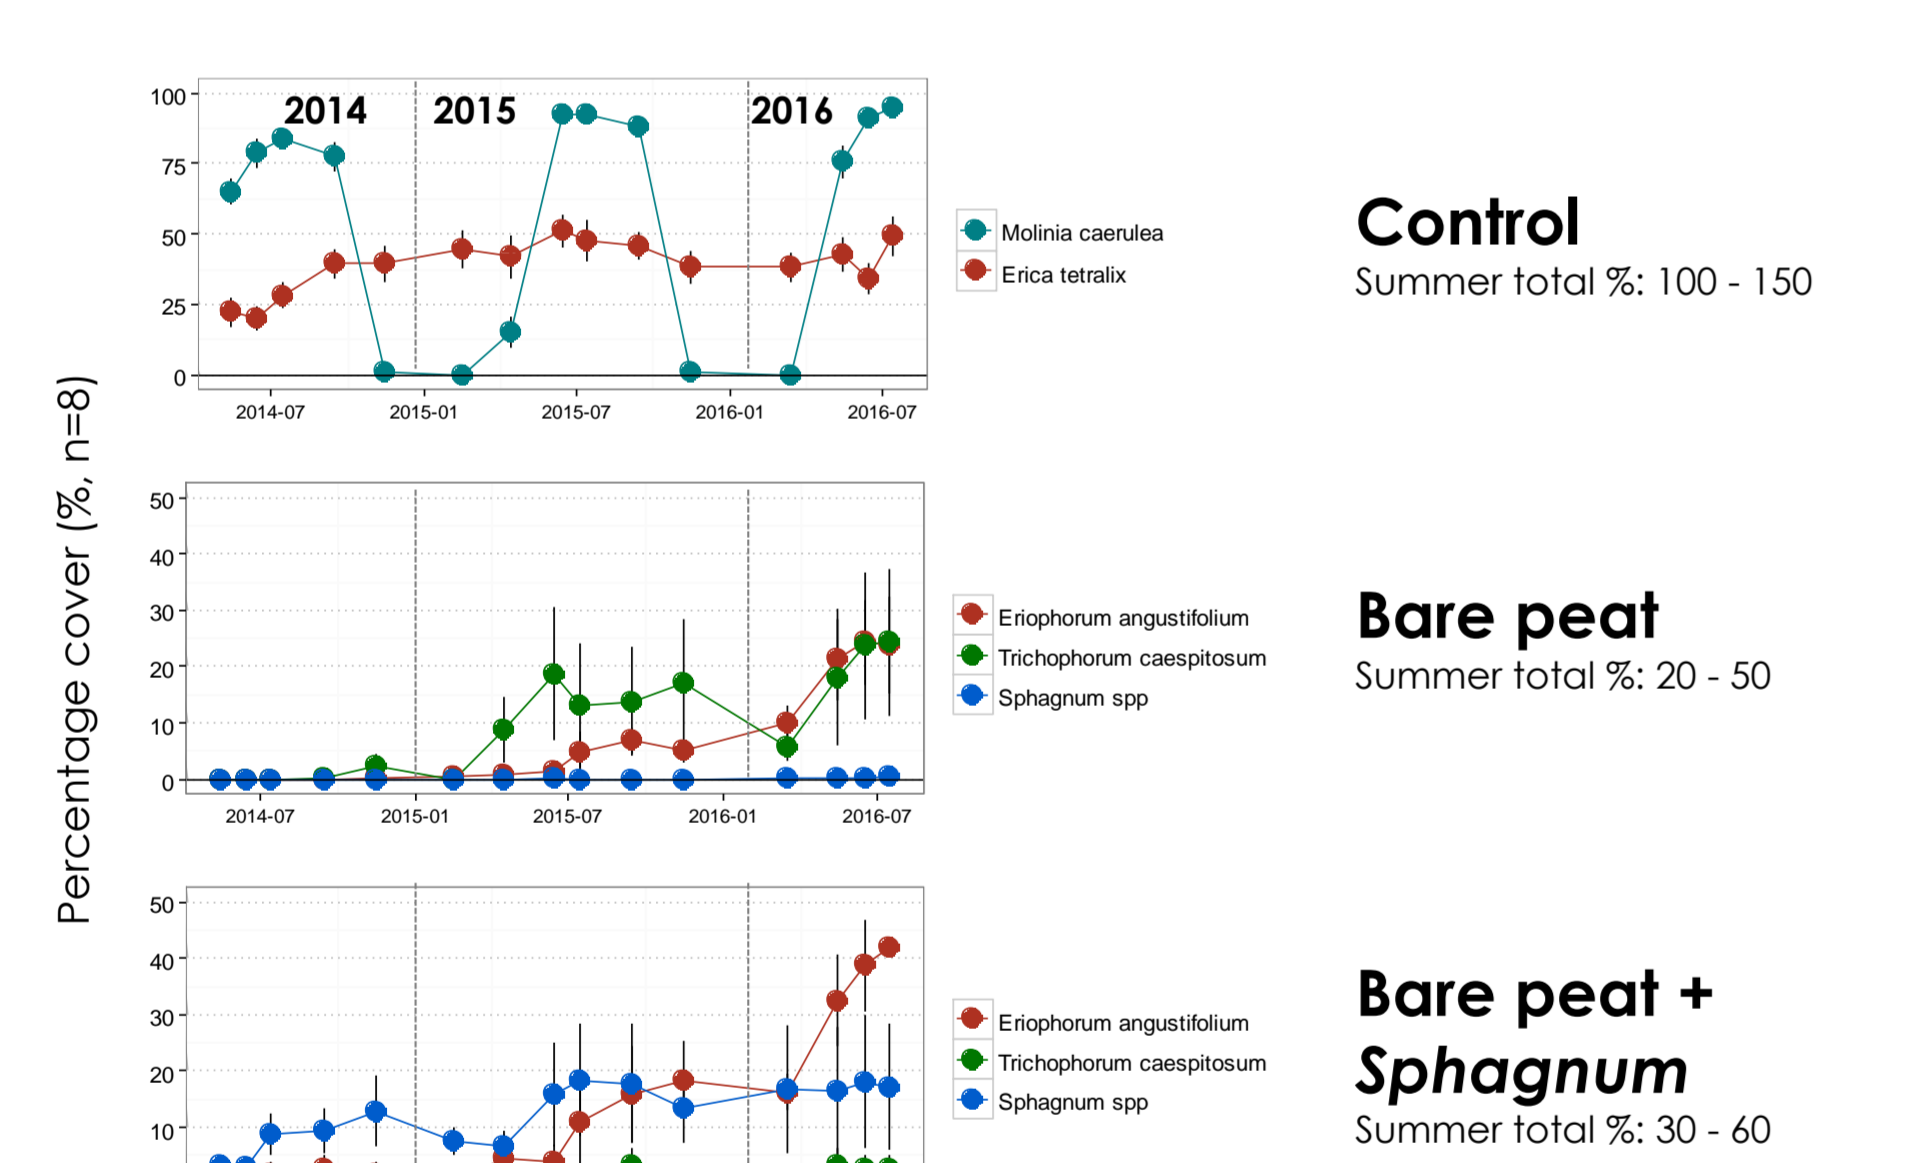 Percentage cover (%, n=8)
100
75
50
25
0
2014
2015
2016
2014-07
2015-01
2015-07
2016-01
2016-07
Molinia caerulea
Erica tetralix
Control
Summer total %: 100 - 150
50
40
30
20
10
0
2014-07
2015-01
2015-07
2016-01
2016-07
Eriophorum angustifolium
Trichophorum caespitosum
Sphagnum spp
Bare peat
Summer total %: 20 - 50
50
40
30
20
10
Eriophorum angustifolium
Trichophorum caespitosum
Sphagnum spp
Bare peat +
Sphagnum
Summer total %: 30 - 60